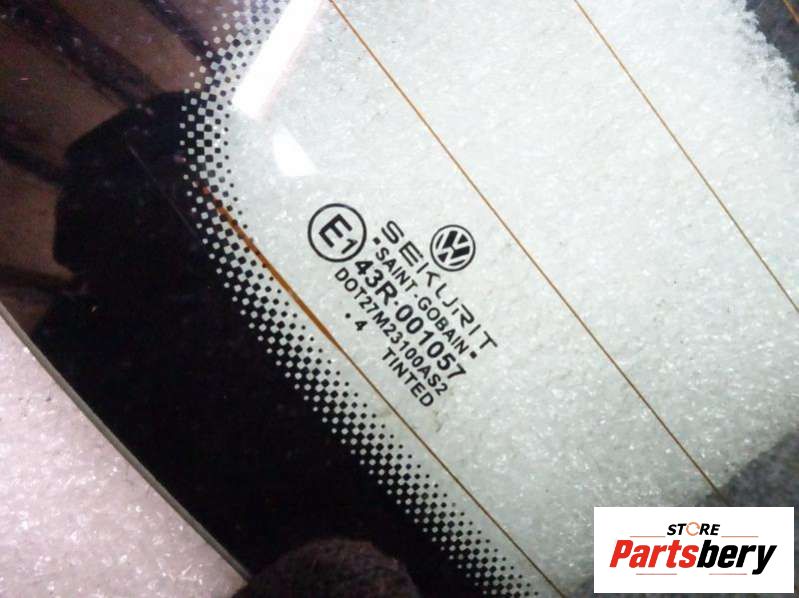 SEKURIT
SAINT-GOBAIN
E1
43R-001057
DOT27M23100AS2
• 4 TINTED
STORE
Partsbery